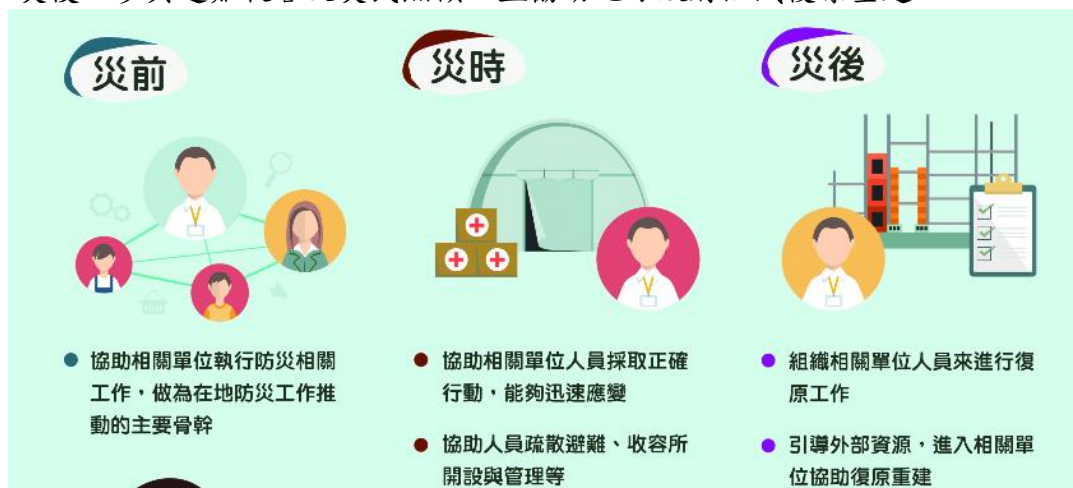 災前
協助相關單位執行防災相關
工作，做為在地防災工作推
動的主要骨幹
災時
協助相關單位人員採取正確
行動，能夠迅速應變
協助人員疏散避難、收容所
開設與管理等
災後
組織相關單位人員來進行復
原工作
引導外部資源，進入相關單
位協助復原重建